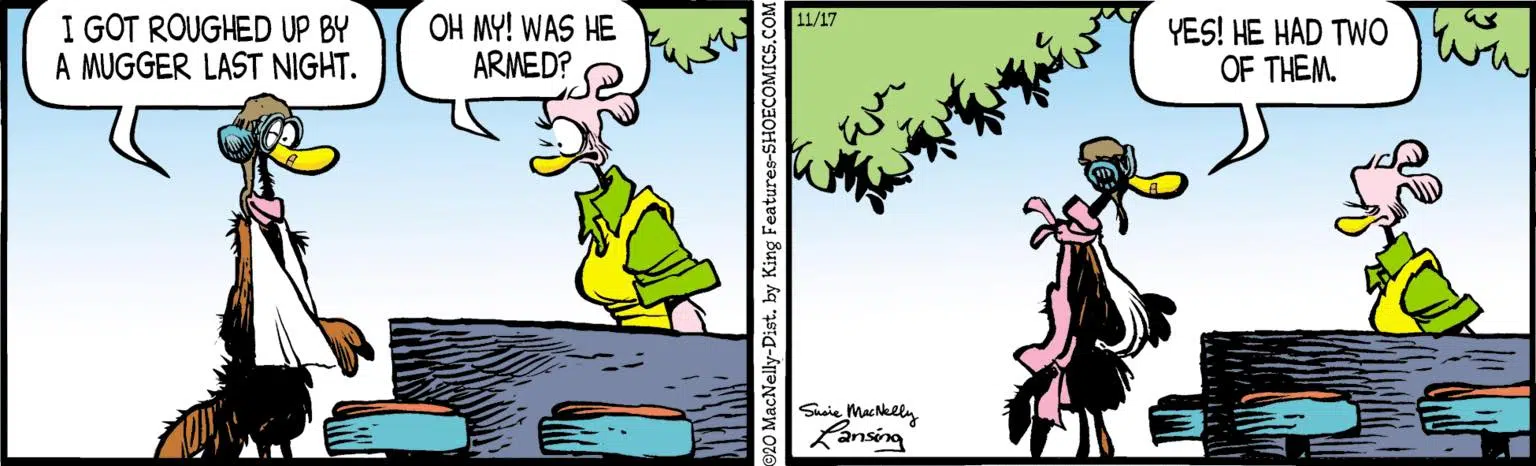 I GOT ROUGHED UP BY
A MUGGER LAST NIGHT.
OH MY! WAS HE
ARMED?
©20 MacNelly-Dist. by King Features-SHOECOMICS.COM
11/17
YES! HE HAD TWO
OF THEM.
Susie MacNelly
Lansing